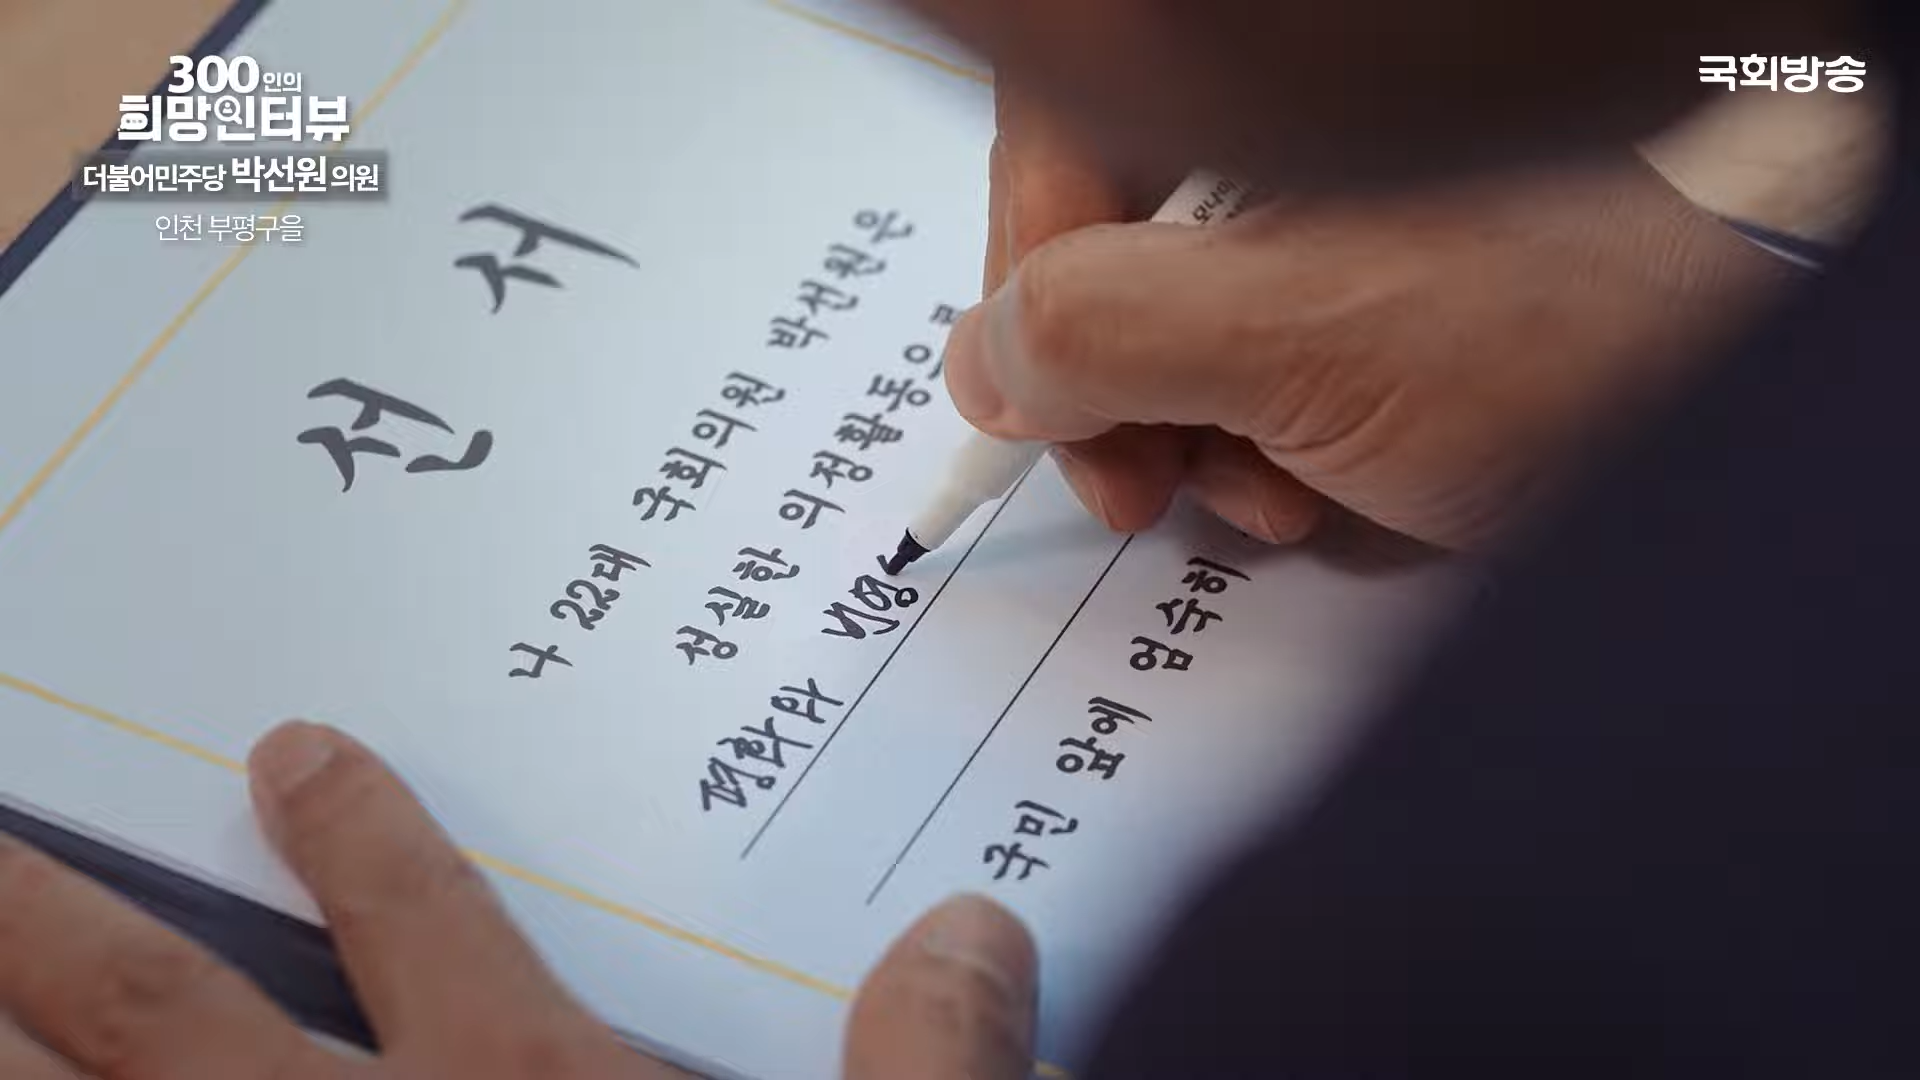 300인의
희망인터뷰
더불어민주당 박선원 의원
인천 부평구을
국회방송
선서
나 22대 국회의원 박선원은
성실한 의정활동으로
평화와 번영
국민 앞에 엄숙히
모나미